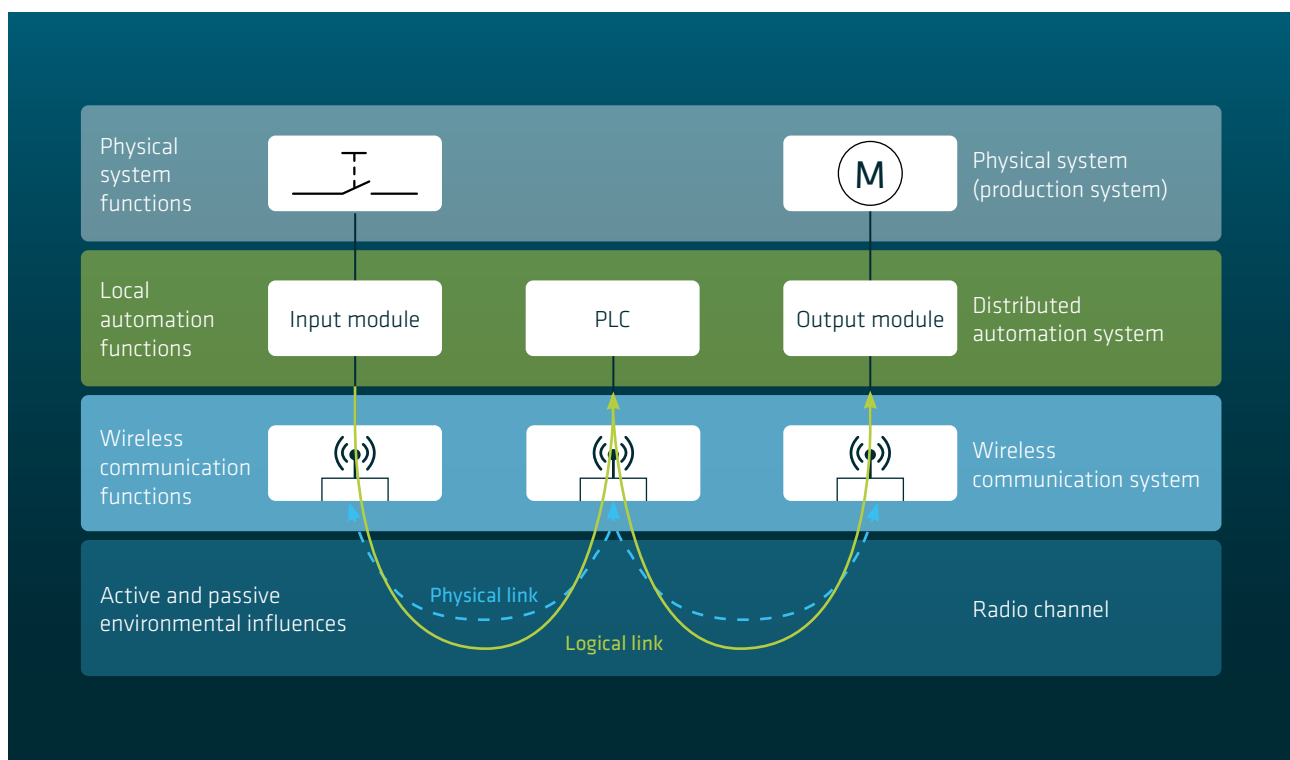 Physical
system
functions
M
Physical system
(production system)
Local
automation
functions
Input module
PLC
Output module
Distributed
automation system
Wireless
communication
functions
Wireless
communication system
Active and passive
environmental influences
Physical link
Logical link
Radio channel